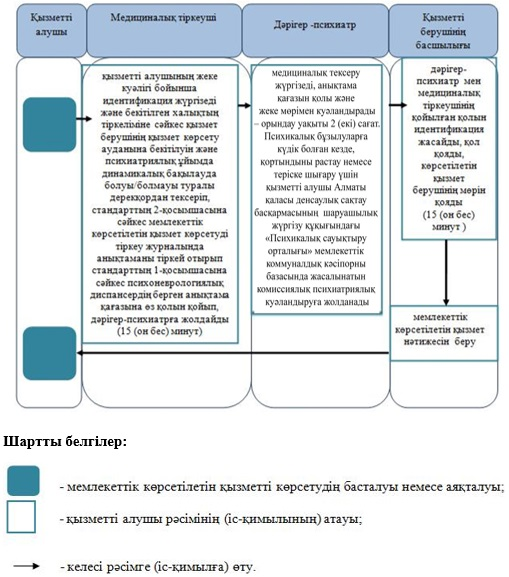 Қызметті
алушы
Медициналық тіркеуші
Дәрігер -психиатр
Қызметті
берушінің
басшылығы
қызметті алушының жеке
куәлігі бойынша
идентификация жүргізеді
және бекітілген халықтың
тіркеліміне сәйкес қызмет
берушінің қызмет көрсету
ауданына бекітілуін және
психиатриялық ұйымда
динамикалық бақылауда
болуы/болмауы туралы
дерекқордан тексеріп,
стандарттың 2-қосымшасына
сәйкес мемлекеттік
көрсетілетін қызмет көрсетуді
тіркеу журналында
анықтаманы тіркей отырып
стандарттың 1-қосымшасына
сәйкес психоневрологиялық
диспансердің берген анықтама
қағазына өз қолын қойып,
дәрігер-психиатрға жолдайды
(15 (он бес) минут)
медициналық тексеру
жүргізеді, анықтама
қағазын қолы және
жеке мөрімен куәландырады
– орындау уақыты 2 (екі) сағат.
Психикалық бұзылуларға
күдік болған кезде,
қортындыны растау немесе
теріске шығару үшін
қызметті алушы Алматы
қаласы денсаулық сақтау
басқармасының шаруашылық
жүргізу құқығындағы
«Психикалық сауықтыру
орталығы» мемлекеттік
коммуналдық кәсіпорны
базасында жасалынатын
комиссиялық психиатриялық
куәландыруға жолданады
дәрігер-
психиатр мен
медициналық
тіркеушінің
қойылған қолын
идентификация
жасайды, қол
қояды,
көрсетілетін
қызмет
берушінің мөрін
қояды
(15 (он бес)
минут )
мемлекеттік
көрсетілетін қызмет
нәтижесін беру
Шартты белгілер:
- мемлекеттік көрсетілетін қызметті көрсетудің басталуы немесе аяқталуы;
- қызметті алушы рәсімінің (іс-қимылының) атауы;
- келесі рәсімге (іс-қимылға) өту.